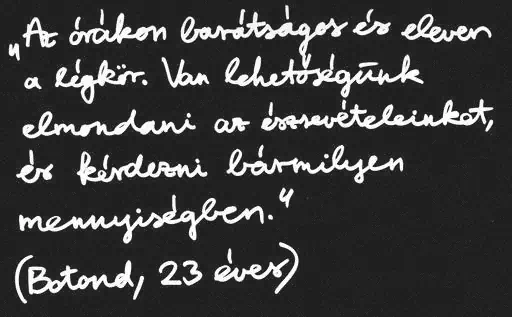 „Az órákon barátságos és eleven
a légkör. Van lehetőségünk
elmondani az észrevételeinket,
és kérdezni bármilyen
mennyiségben."
(Botond, 23 éves)